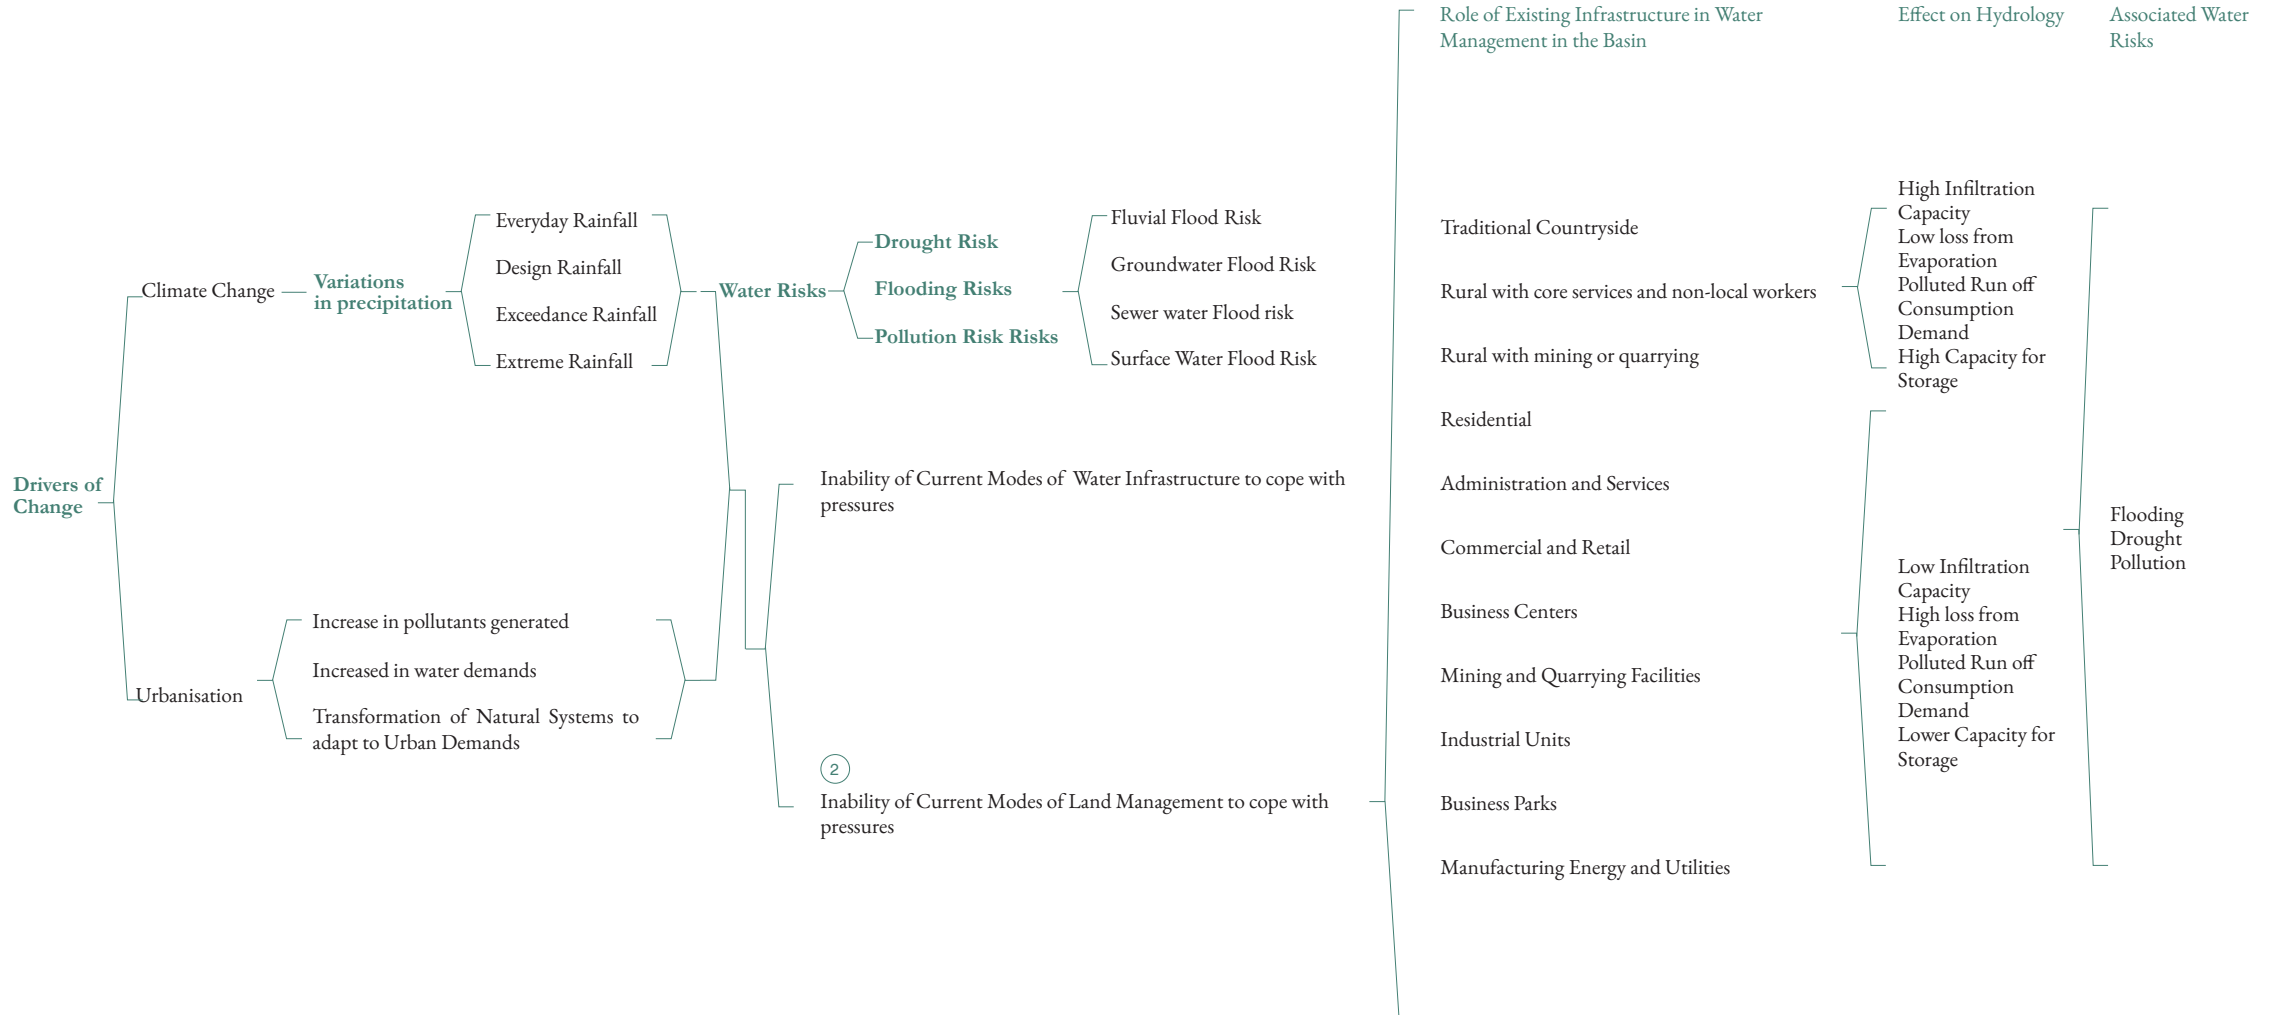 Drivers of
Change
Climate Change
Variations
in precipitation
Everyday Rainfall
Design Rainfall
Exceedance Rainfall
Extreme Rainfall
Water Risks
Drought Risk
Flooding Risks
Pollution Risk Risks
Fluvial Flood Risk
Groundwater Flood Risk
Sewer water Flood risk
Surface Water Flood Risk
Urbanisation
Increase in pollutants generated
Increased in water demands
Transformation of Natural Systems to
adapt to Urban Demands
Inability of Current Modes of Water Infrastructure to cope with
pressures
2
Inability of Current Modes of Land Management to cope with
pressures
Role of Existing Infrastructure in Water
Management in the Basin
Traditional Countryside
Rural with core services and non-local workers
Rural with mining or quarrying
Residential
Administration and Services
Commercial and Retail
Business Centers
Mining and Quarrying Facilities
Industrial Units
Business Parks
Manufacturing Energy and Utilities
Effect on Hydrology
High Infiltration
Capacity
Low loss from
Evaporation
Polluted Run off
Consumption
Demand
High Capacity for
Storage
Low Infiltration
Capacity
High loss from
Evaporation
Polluted Run off
Consumption
Demand
Lower Capacity for
Storage
Associated Water
Risks
Flooding
Drought
Pollution